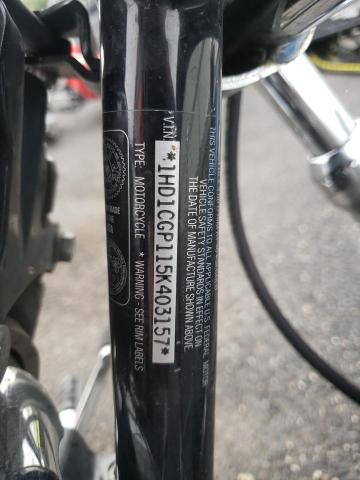 THIS VEHICLE CONFORMS TO ALL APPLICABLE U.S. FEDERAL MOTOR
VEHICLE SAFETY STANDARDS IN EFFECT ON
THE DATE OF MANUFACTURE SHOWN ABOVE.
V.I.N.
*1HD1CGP115K403157*
TYPE: MOTORCYCLE * WARNING - SEE RIM LABELS
MADE